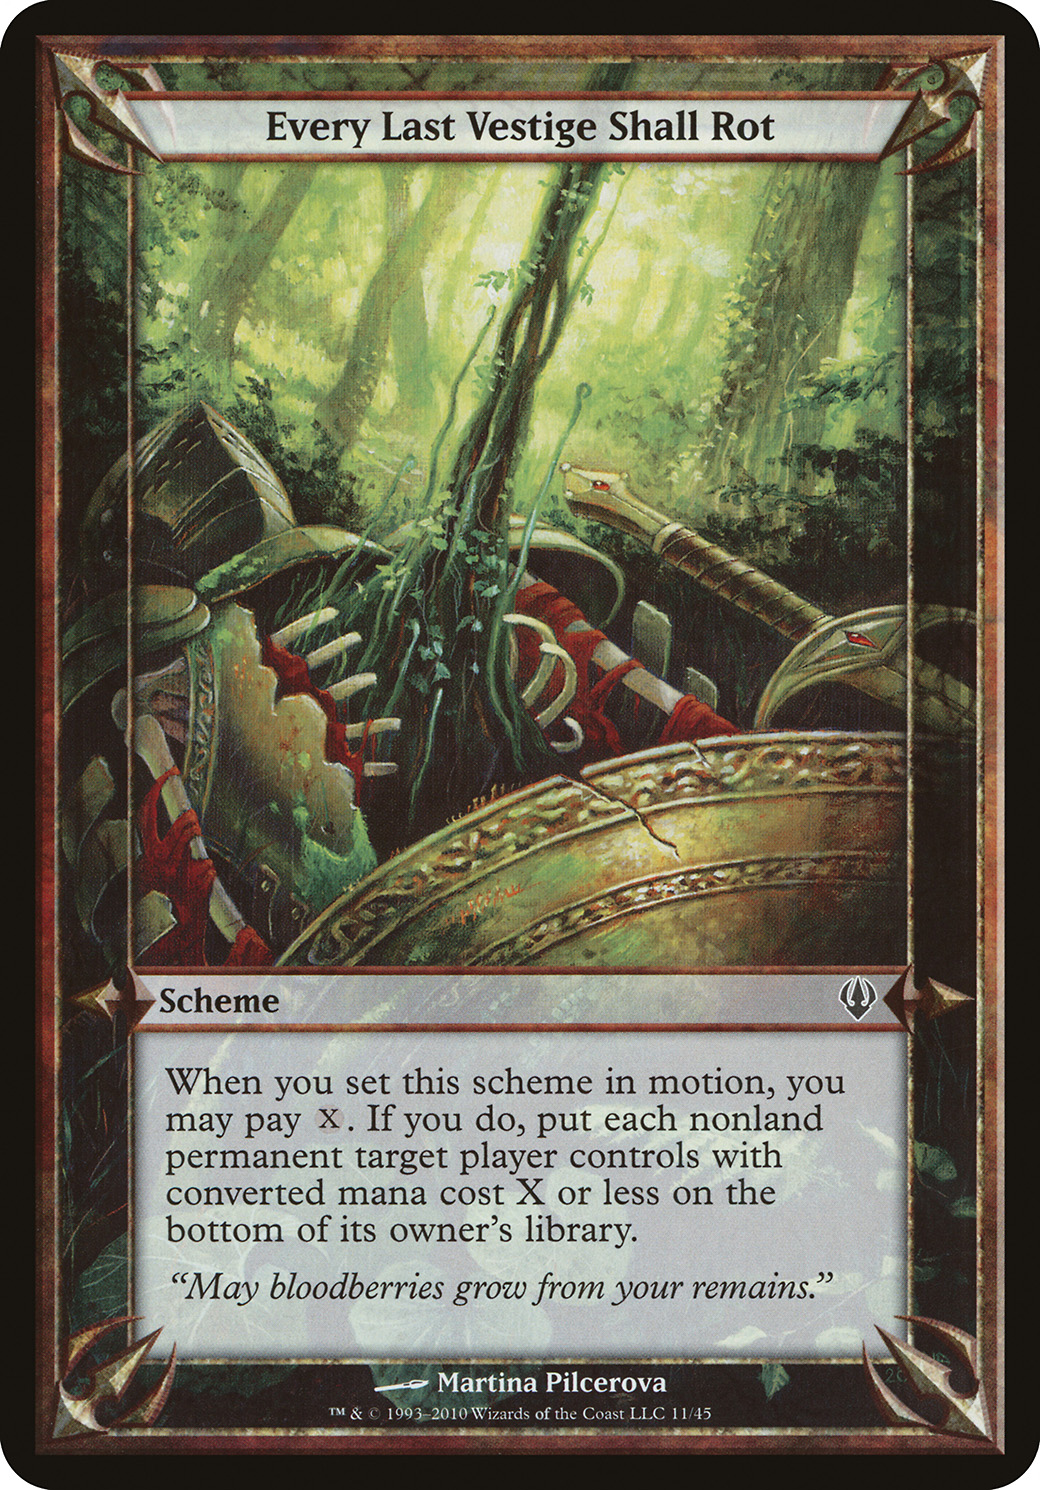 Every Last Vestige Shall Rot
Scheme
When you set this scheme in motion, you
may pay X. If you do, put each nonland
permanent target player controls with
converted mana cost X or less on the
bottom of its owner's library.
“May bloodberries grow from your remains.”
Martina Pilcerova
™ & © 1993–2010 Wizards of the Coast LLC 11/45